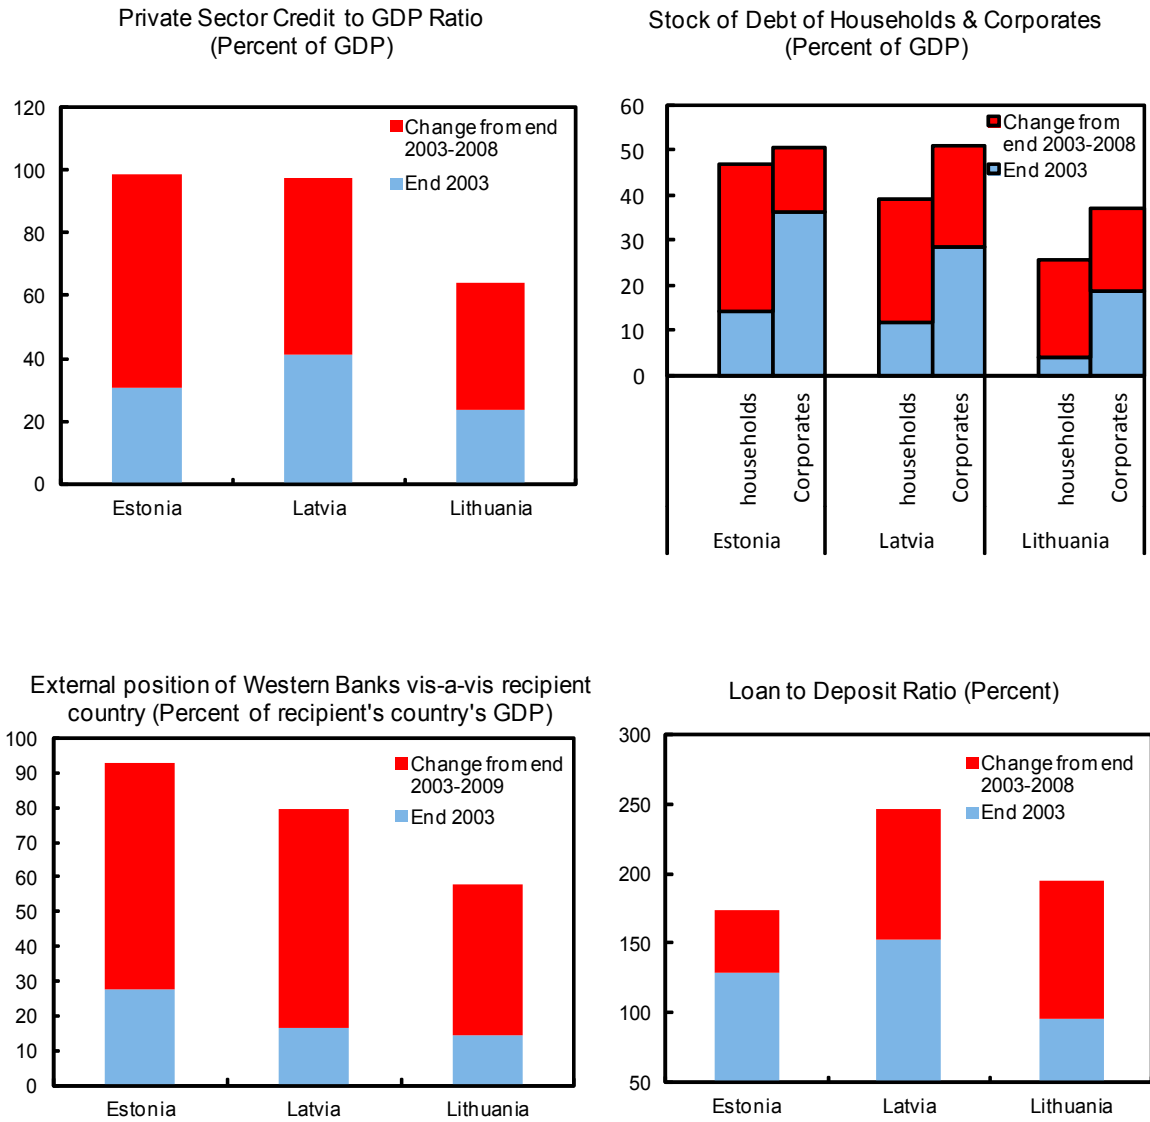 Private Sector Credit to GDP Ratio
(Percent of GDP)
120
100
80
60
40
20
0
Change from end
2003-2008
End 2003
Estonia
Latvia
Lithuania
Stock of Debt of Households & Corporates
(Percent of GDP)
60
50
40
30
20
10
0
Change from
end 2003-2008
End 2003
households
Corporates
households
Corporates
households
Corporates
Estonia
Latvia
Lithuania
External position of Western Banks vis-a-vis recipient
country (Percent of recipient's country's GDP)
100
90
80
70
60
50
40
30
20
10
0
Change from end
2003-2009
End 2003
Estonia
Latvia
Lithuania
Loan to Deposit Ratio (Percent)
300
250
200
150
100
50
Change from end
2003-2008
End 2003
Estonia
Latvia
Lithuania